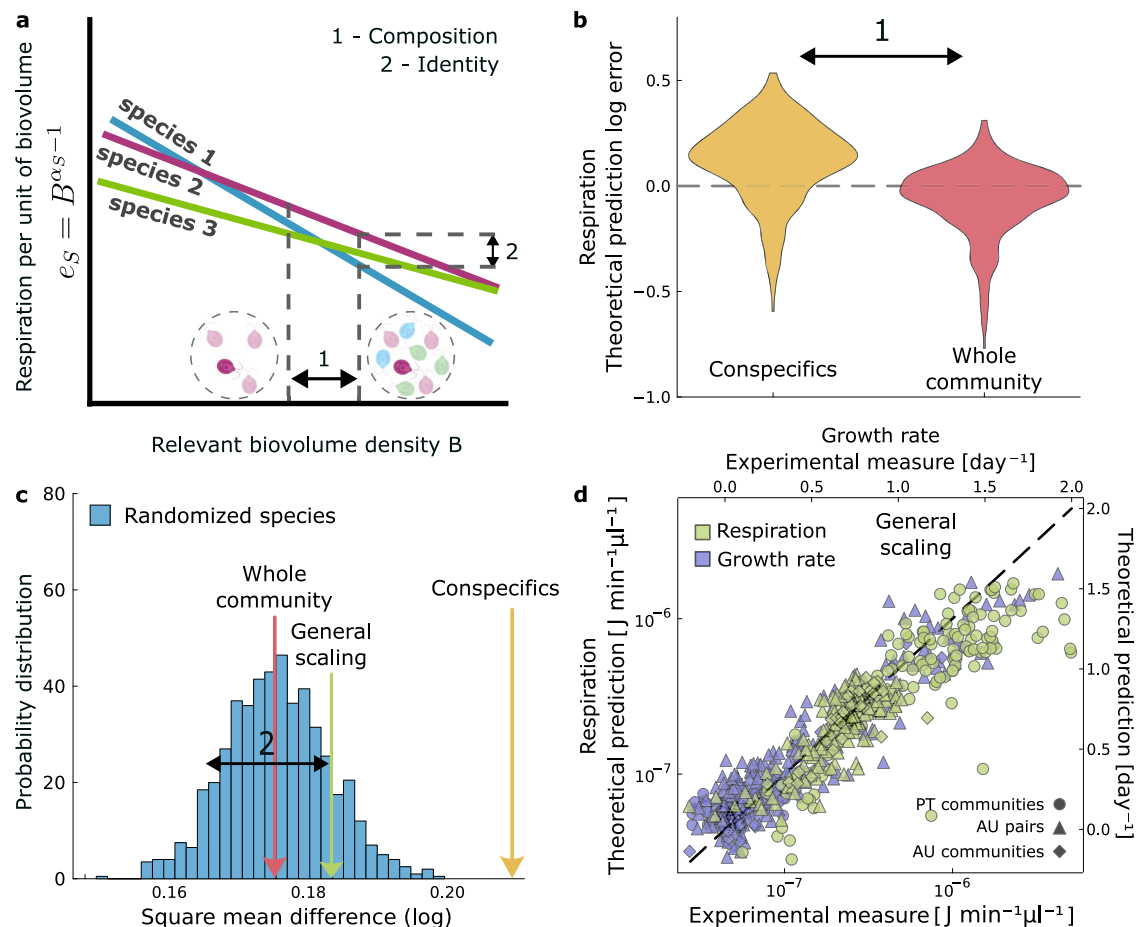 a
1 - Composition
2 - Identity
Respiration per unit of biovolume
e_S = B^{α_S−1}
species 1
species 2
species 3
2
1
Relevant biovolume density B
b
1
Respiration
Theoretical prediction log error
0.5
0.0
−0.5
−1.0
Conspecifics
Whole
community
c
Probability distribution
80
60
40
20
0
Randomized species
Whole
community
General
scaling
Conspecifics
2
0.16
0.18
0.20
Square mean difference (log)
Growth rate
Experimental measure [day⁻¹]
d
0.0
0.5
1.0
1.5
2.0
Respiration
Growth rate
General
scaling
Respiration
Theoretical prediction [ J min⁻¹μl⁻¹]
10⁻⁶
10⁻⁷
2.0
1.5
1.0
0.5
0.0
Theoretical prediction
[day⁻¹]
PT communities
AU pairs
AU communities
10⁻⁷
10⁻⁶
Experimental measure [ J min⁻¹μl⁻¹]